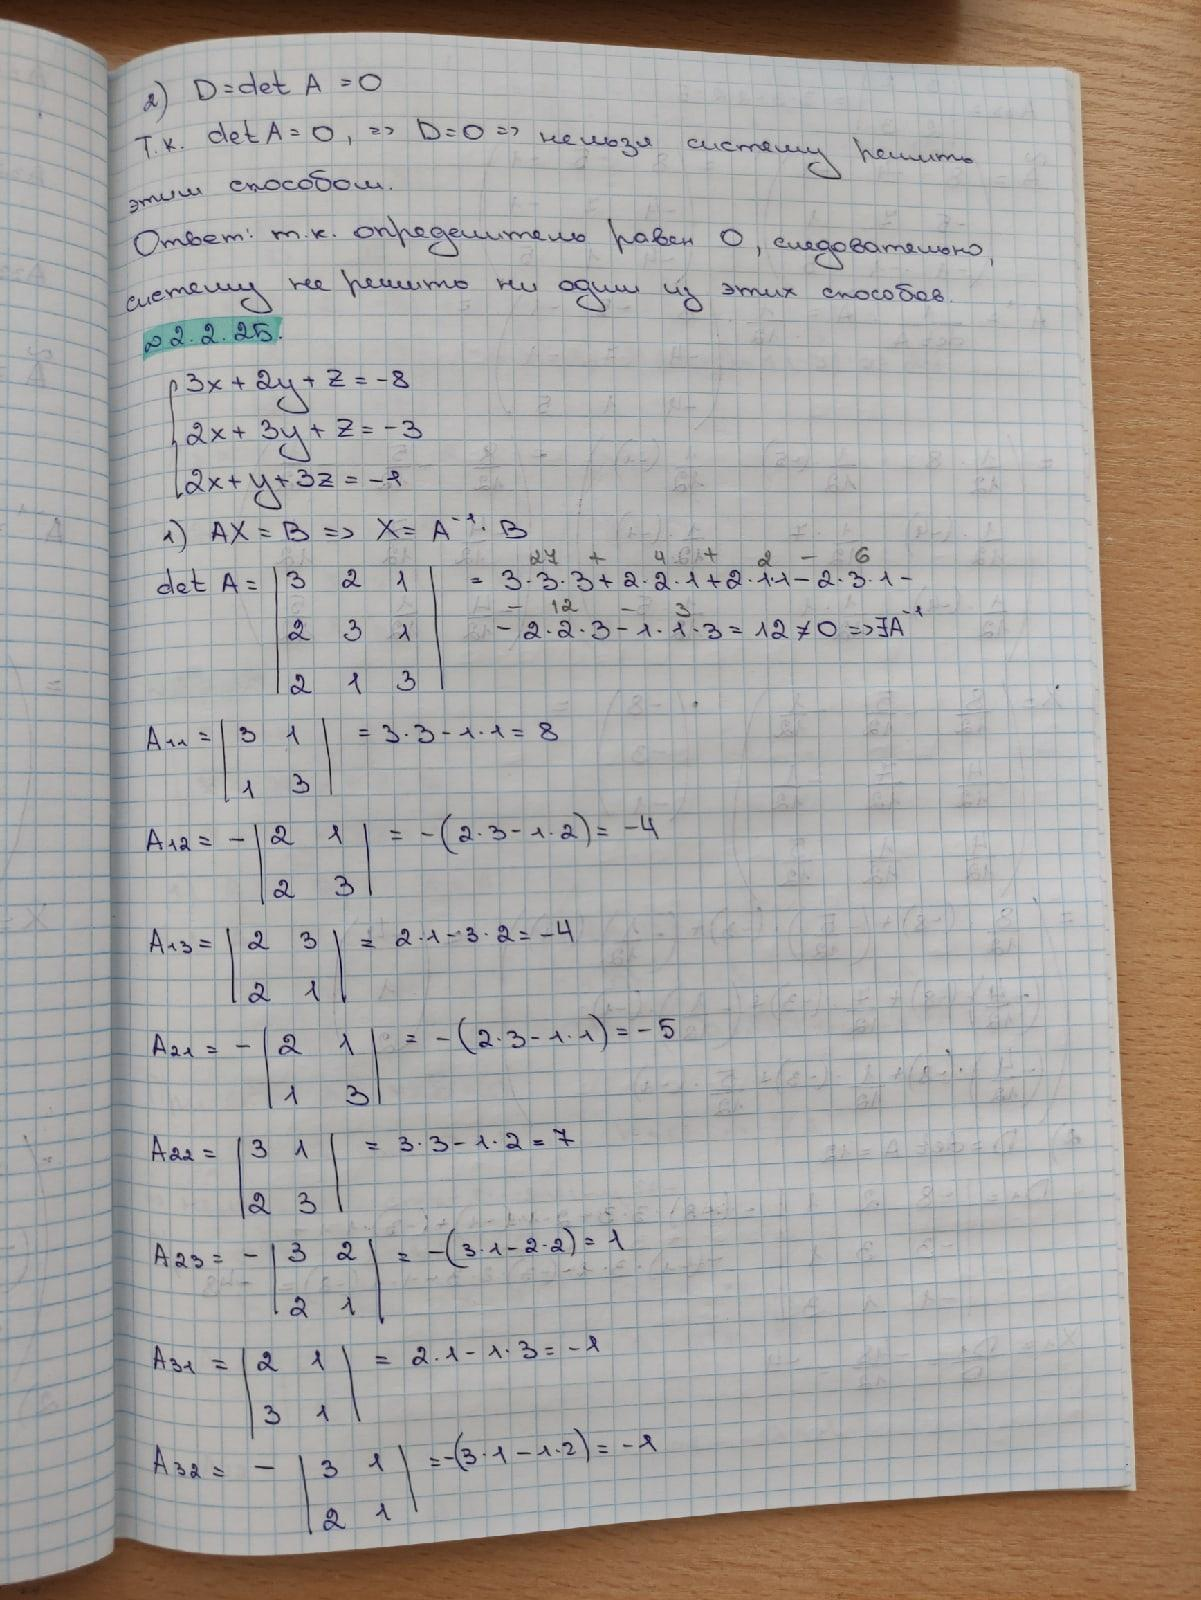 2) D=det A =0
Т.к. det A=0, => D=0 => нельзя систему решить
этим способом.
Ответ: т.к. определитель равен 0, следовательно,
систему не решить ни один из этих способов.
№2.2.25.
3x+2y+z=-8
2x+3y+z=-3
2x+y+3z=-1
1) AX=B => X=A⁻¹·B
27 + 4 + 2 - 6
det A= |3 2 1| = 3·3·3+2·2·1+2·1·1-2·3·1-
- 12 - 3
|2 3 1| -2·2·3-1·1·3=12≠0 =>∃A⁻¹
|2 1 3|
A11= |3 1| = 3·3-1·1=8
|1 3|
A12= -|2 1| = -(2·3-1·2)=-4
|2 3|
A13= |2 3| = 2·1-3·2=-4
|2 1|
A21= -|2 1| = -(2·3-1·1)=-5
|1 3|
A22= |3 1| = 3·3-1·2=7
|2 3|
A23= -|3 2| = -(3·1-2·2)=1
|2 1|
A31= |2 1| = 2·1-1·3=-1
|3 1|
A32= -|3 1| =-(3·1-1·2)=-1
|2 1|